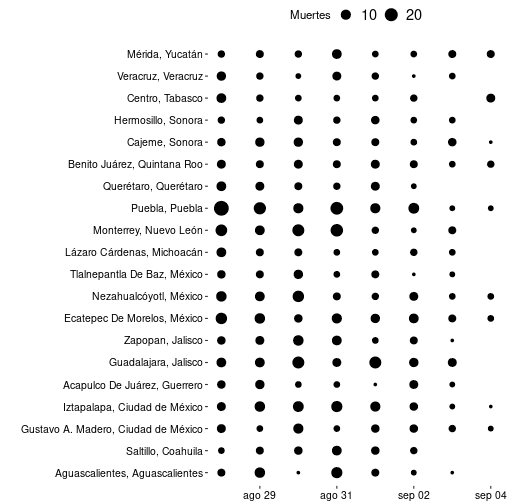 Muertes 10 20
Mérida, Yucatán
Veracruz, Veracruz
Centro, Tabasco
Hermosillo, Sonora
Cajeme, Sonora
Benito Juárez, Quintana Roo
Querétaro, Querétaro
Puebla, Puebla
Monterrey, Nuevo León
Lázaro Cárdenas, Michoacán
Tlalnepantla De Baz, México
Nezahualcóyotl, México
Ecatepec De Morelos, México
Zapopan, Jalisco
Guadalajara, Jalisco
Acapulco De Juárez, Guerrero
Iztapalapa, Ciudad de México
Gustavo A. Madero, Ciudad de México
Saltillo, Coahuila
Aguascalientes, Aguascalientes
ago 29 ago 31 sep 02 sep 04